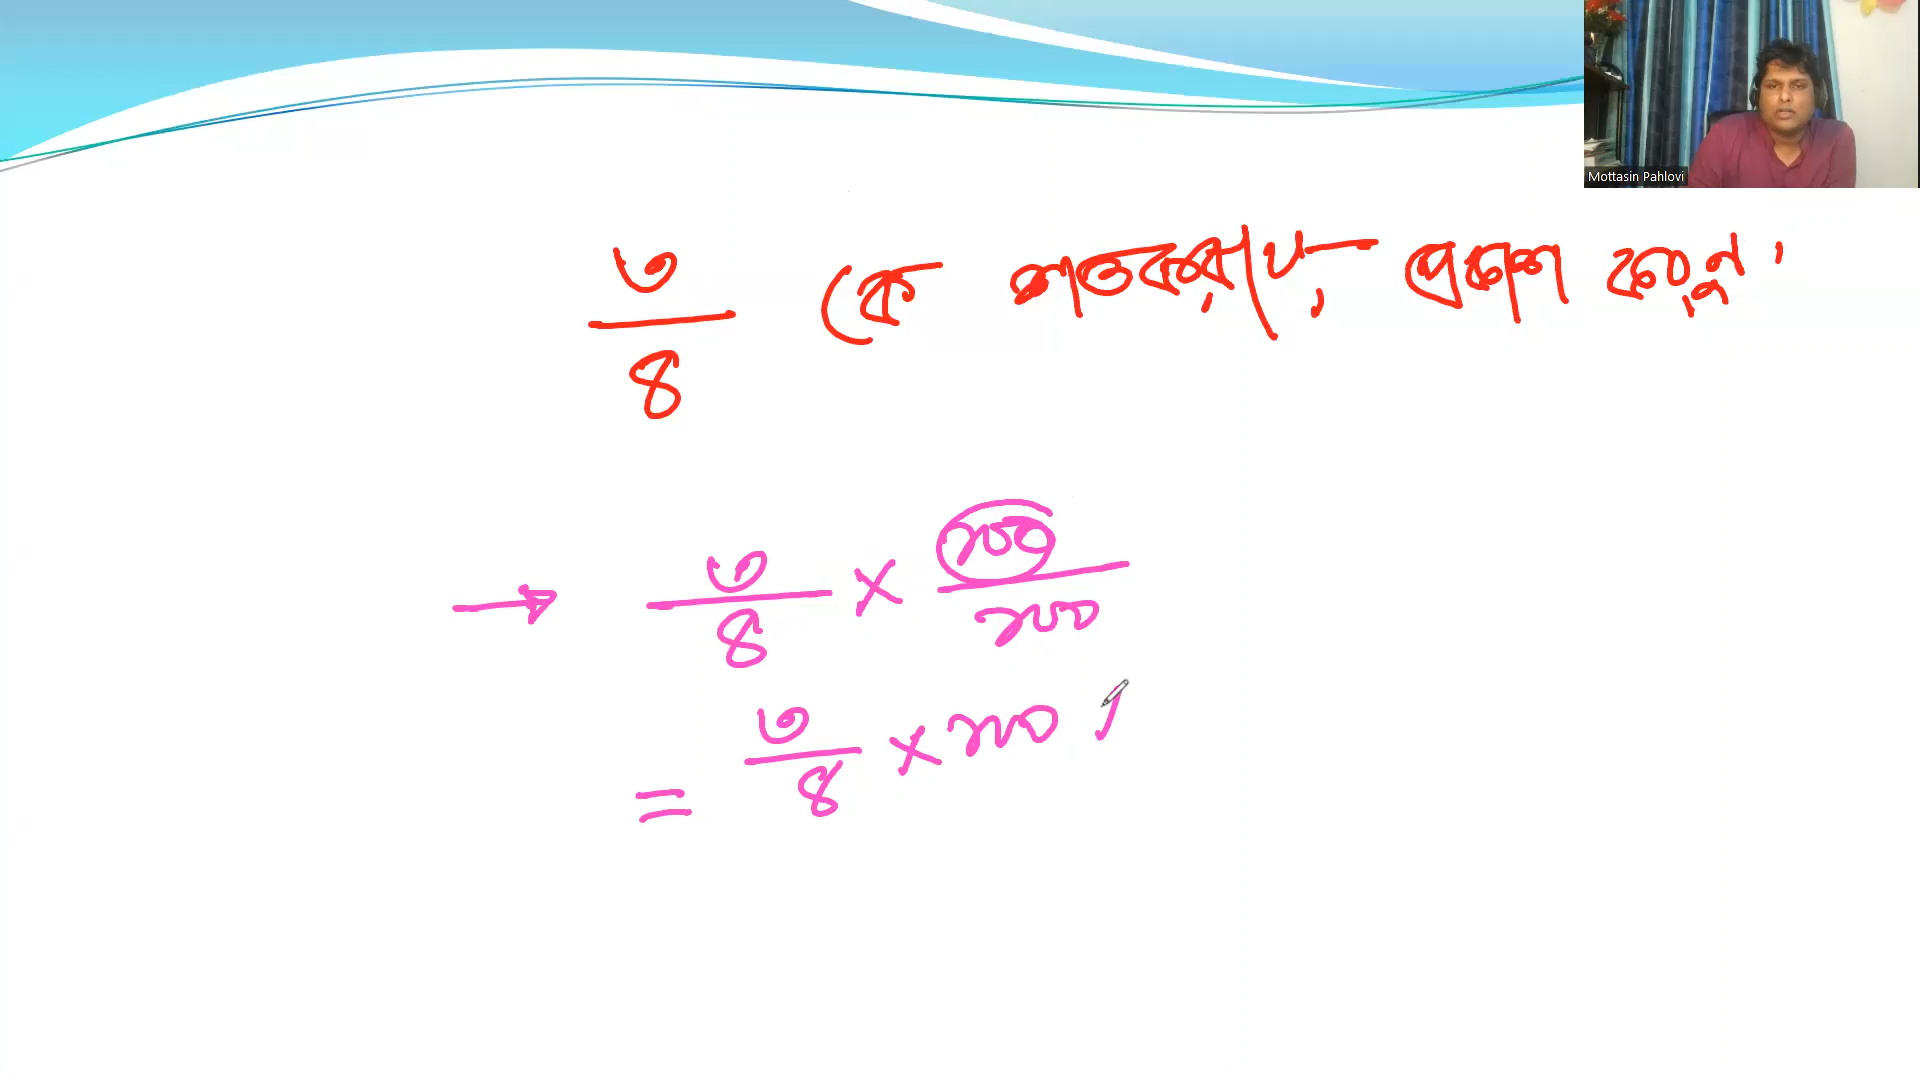 Mottasin Pahlovi
৩/৪ কে শতকরায় প্রকাশ করুন।
→ ৩/৪ × ১০০/১০০
= ৩/৪ × ১০০